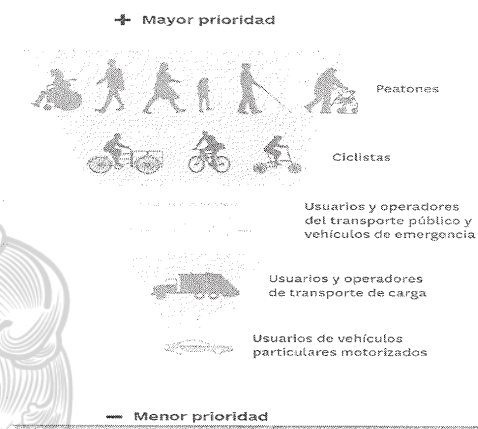 + Mayor prioridad
Peatones
Ciclistas
Usuarios y operadores
del transporte público y
vehículos de emergencia
Usuarios y operadores
de transporte de carga
Usuarios de vehículos
particulares motorizados
− Menor prioridad